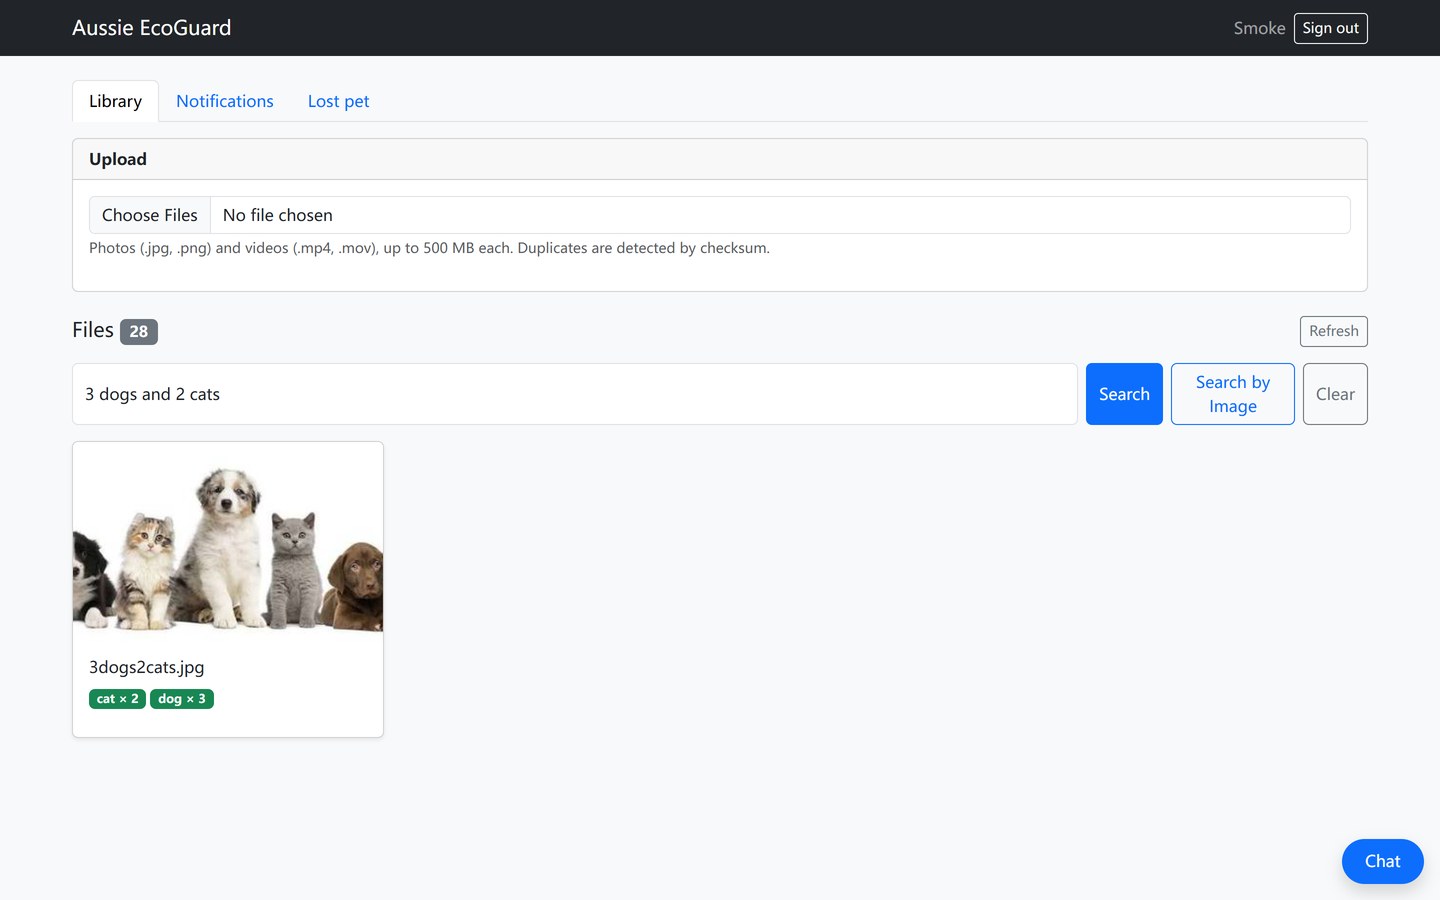 Aussie EcoGuard
Smoke
Sign out
Library
Notifications
Lost pet
Upload
Choose Files
No file chosen
Photos (.jpg, .png) and videos (.mp4, .mov), up to 500 MB each. Duplicates are detected by checksum.
Files 28
Refresh
3 dogs and 2 cats
Search
Search by
Image
Clear
3dogs2cats.jpg
cat × 2
dog × 3
Chat